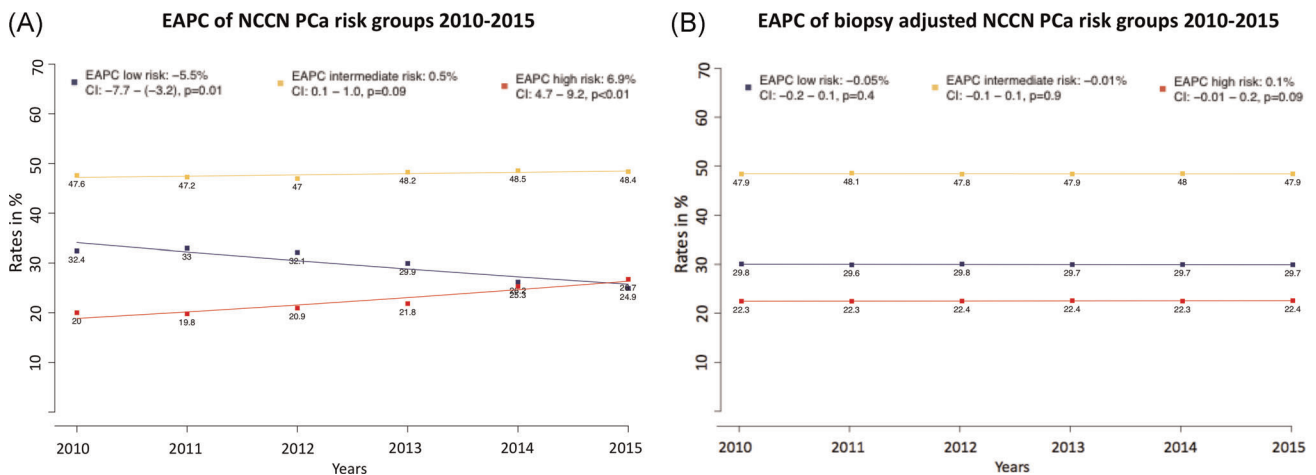 (A)
EAPC of NCCN PCa risk groups 2010-2015
EAPC low risk: −5.5%
CI: −7.7 – (−3.2), p=0.01
EAPC intermediate risk: 0.5%
CI: 0.1 – 1.0, p=0.09
EAPC high risk: 6.9%
CI: 4.7 – 9.2, p<0.01
Rates in %
70
60
50
40
30
20
10
47.6 47.2 47 48.2 48.5 48.4
32.4 33 32.1 29.9 26.2 24.9
20 19.8 20.9 21.8 25.3 26.7
2010 2011 2012 2013 2014 2015
Years
(B)
EAPC of biopsy adjusted NCCN PCa risk groups 2010-2015
EAPC low risk: −0.05%
CI: −0.2 – 0.1, p=0.4
EAPC intermediate risk: −0.01%
CI: −0.1 – 0.1, p=0.9
EAPC high risk: 0.1%
CI: −0.01 – 0.2, p=0.09
Rates in %
70
60
50
40
30
20
10
47.9 48.1 47.8 47.9 48 47.9
29.8 29.6 29.8 29.7 29.7 29.7
22.3 22.3 22.4 22.4 22.3 22.4
2010 2011 2012 2013 2014 2015
Years